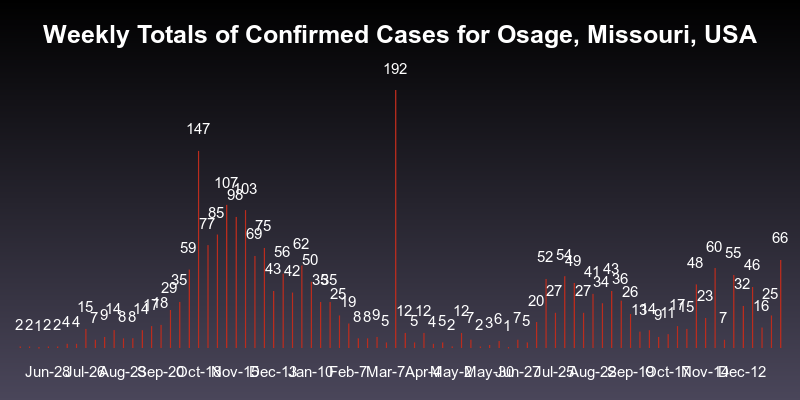 Weekly Totals of Confirmed Cases for Osage, Missouri, USA
2 2 1 2 2 4 4 15 7 9 14 8 8 14 17 18 29 35 59 147 77 85 107 98 103 69 75 43 56 42 62 50 35 35 25 19 8 8 9 5 192 12 5 12 4 5 2 12 7 2 3 6 1 7 5 20 52 27 54 49 27 41 34 43 36 26 13 14 9 11 17 15 48 23 60 7 55 32 46 16 25 66
Jun-28 Jul-26 Aug-23 Sep-20 Oct-18 Nov-15 Dec-13 Jan-10 Feb-7 Mar-7 Apr-4 May-2 May-30 Jun-27 Jul-25 Aug-22 Sep-19 Oct-17 Nov-14 Dec-12